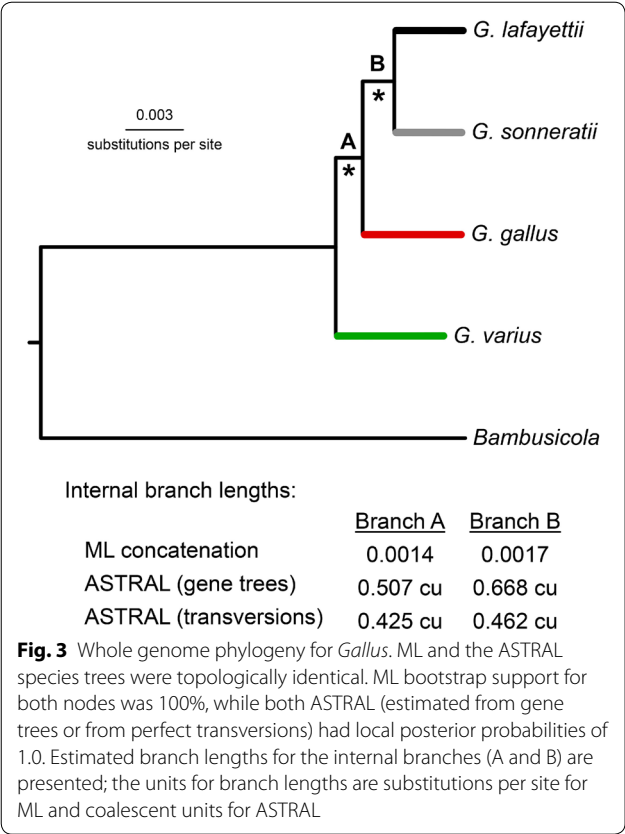 G. lafayettii
B
*
0.003
substitutions per site
G. sonneratii
A
*
G. gallus
G. varius
Bambusicola
Internal branch lengths:
Branch A Branch B
ML concatenation 0.0014 0.0017
ASTRAL (gene trees) 0.507 cu 0.668 cu
ASTRAL (transversions) 0.425 cu 0.462 cu
Fig. 3 Whole genome phylogeny for Gallus. ML and the ASTRAL
species trees were topologically identical. ML bootstrap support for
both nodes was 100%, while both ASTRAL (estimated from gene
trees or from perfect transversions) had local posterior probabilities of
1.0. Estimated branch lengths for the internal branches (A and B) are
presented; the units for branch lengths are substitutions per site for
ML and coalescent units for ASTRAL